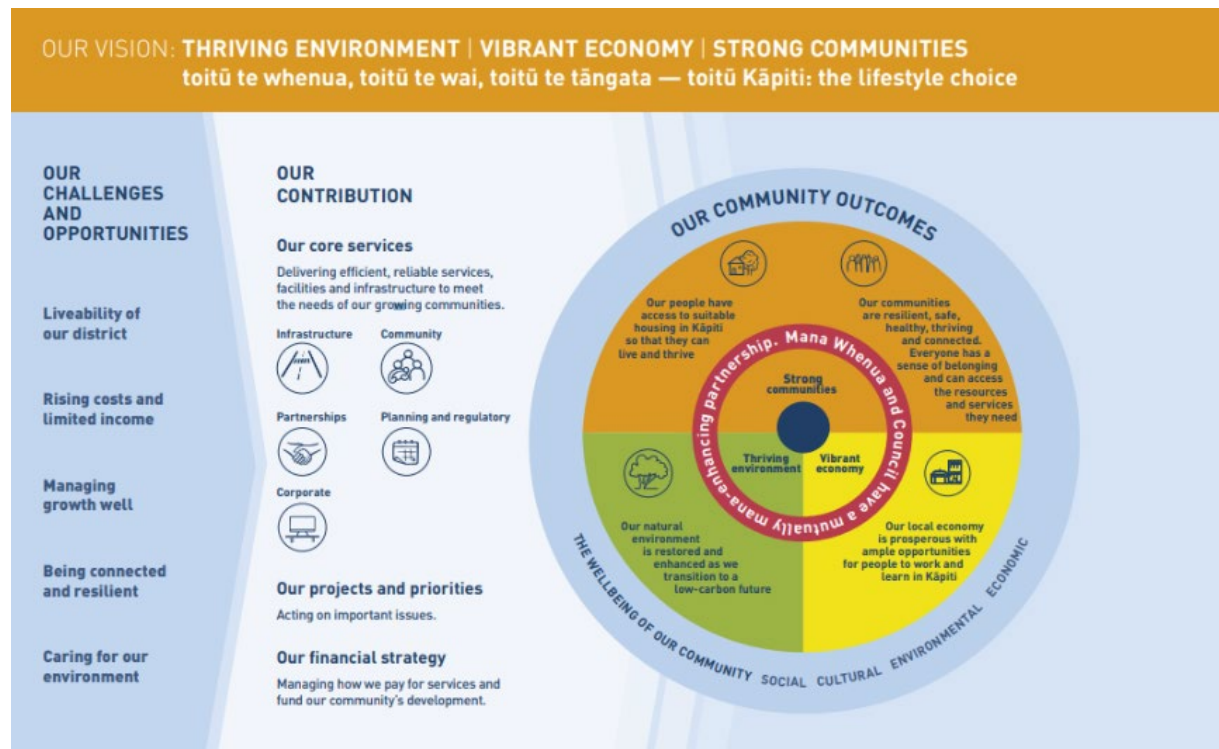 OUR VISION: THRIVING ENVIRONMENT | VIBRANT ECONOMY | STRONG COMMUNITIES
toitū te whenua, toitū te wai, toitū te tāngata — toitū Kāpiti: the lifestyle choice
OUR
CHALLENGES
AND
OPPORTUNITIES
Liveability of
our district
Rising costs and
limited income
Managing
growth well
Being connected
and resilient
Caring for our
environment
OUR
CONTRIBUTION
Our core services
Delivering efficient, reliable services,
facilities and infrastructure to meet
the needs of our growing communities.
Infrastructure
Community
Partnerships
Planning and regulatory
Corporate
Our projects and priorities
Acting on important issues.
Our financial strategy
Managing how we pay for services and
fund our community's development.
OUR COMMUNITY OUTCOMES
Our people have
access to suitable
housing in Kāpiti
so that they can
live and thrive
Our communities
are resilient, safe,
healthy, thriving
and connected.
Everyone has a
sense of belonging
and can access
the resources
and services
they need
Mana Whenua and Council have a mutually mana-enhancing partnership.
Strong
communities
Thriving
environment
Vibrant
economy
Our natural
environment
is restored and
enhanced as we
transition to a
low-carbon future
Our local economy
is prosperous with
ample opportunities
for people to work and
learn in Kāpiti
THE WELLBEING OF OUR COMMUNITY SOCIAL CULTURAL ENVIRONMENTAL ECONOMIC